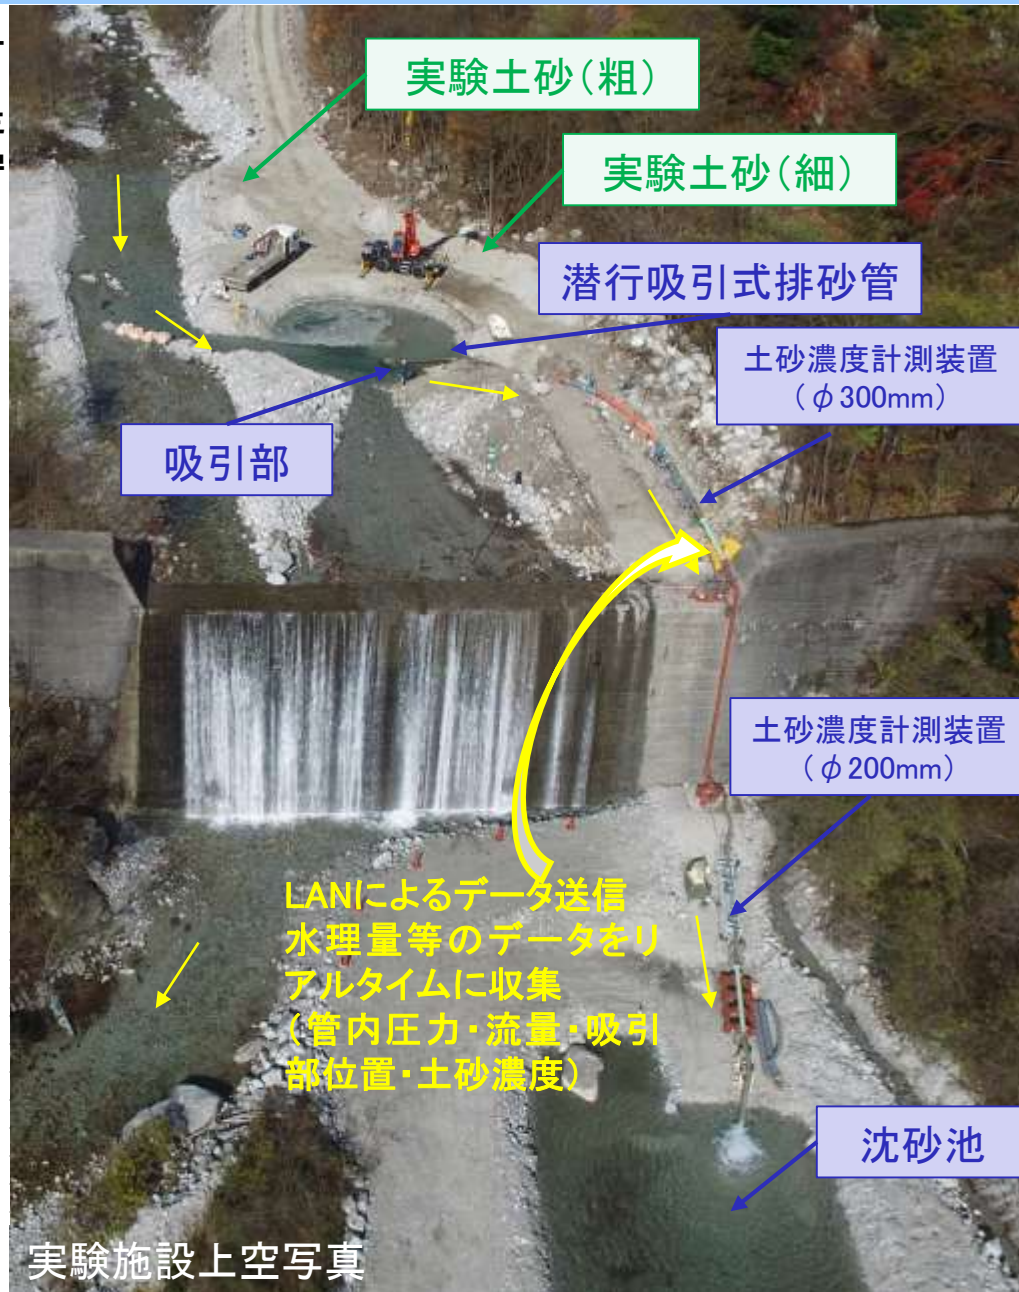 実験土砂(粗)
実験土砂(細)
潜行吸引式排砂管
土砂濃度計測装置
(φ300mm)
吸引部
土砂濃度計測装置
(φ200mm)
LANによるデータ送信
水理量等のデータをリ
アルタイムに収集
(管内圧力・流量・吸引
部位置・土砂濃度)
沈砂池
実験施設上空写真